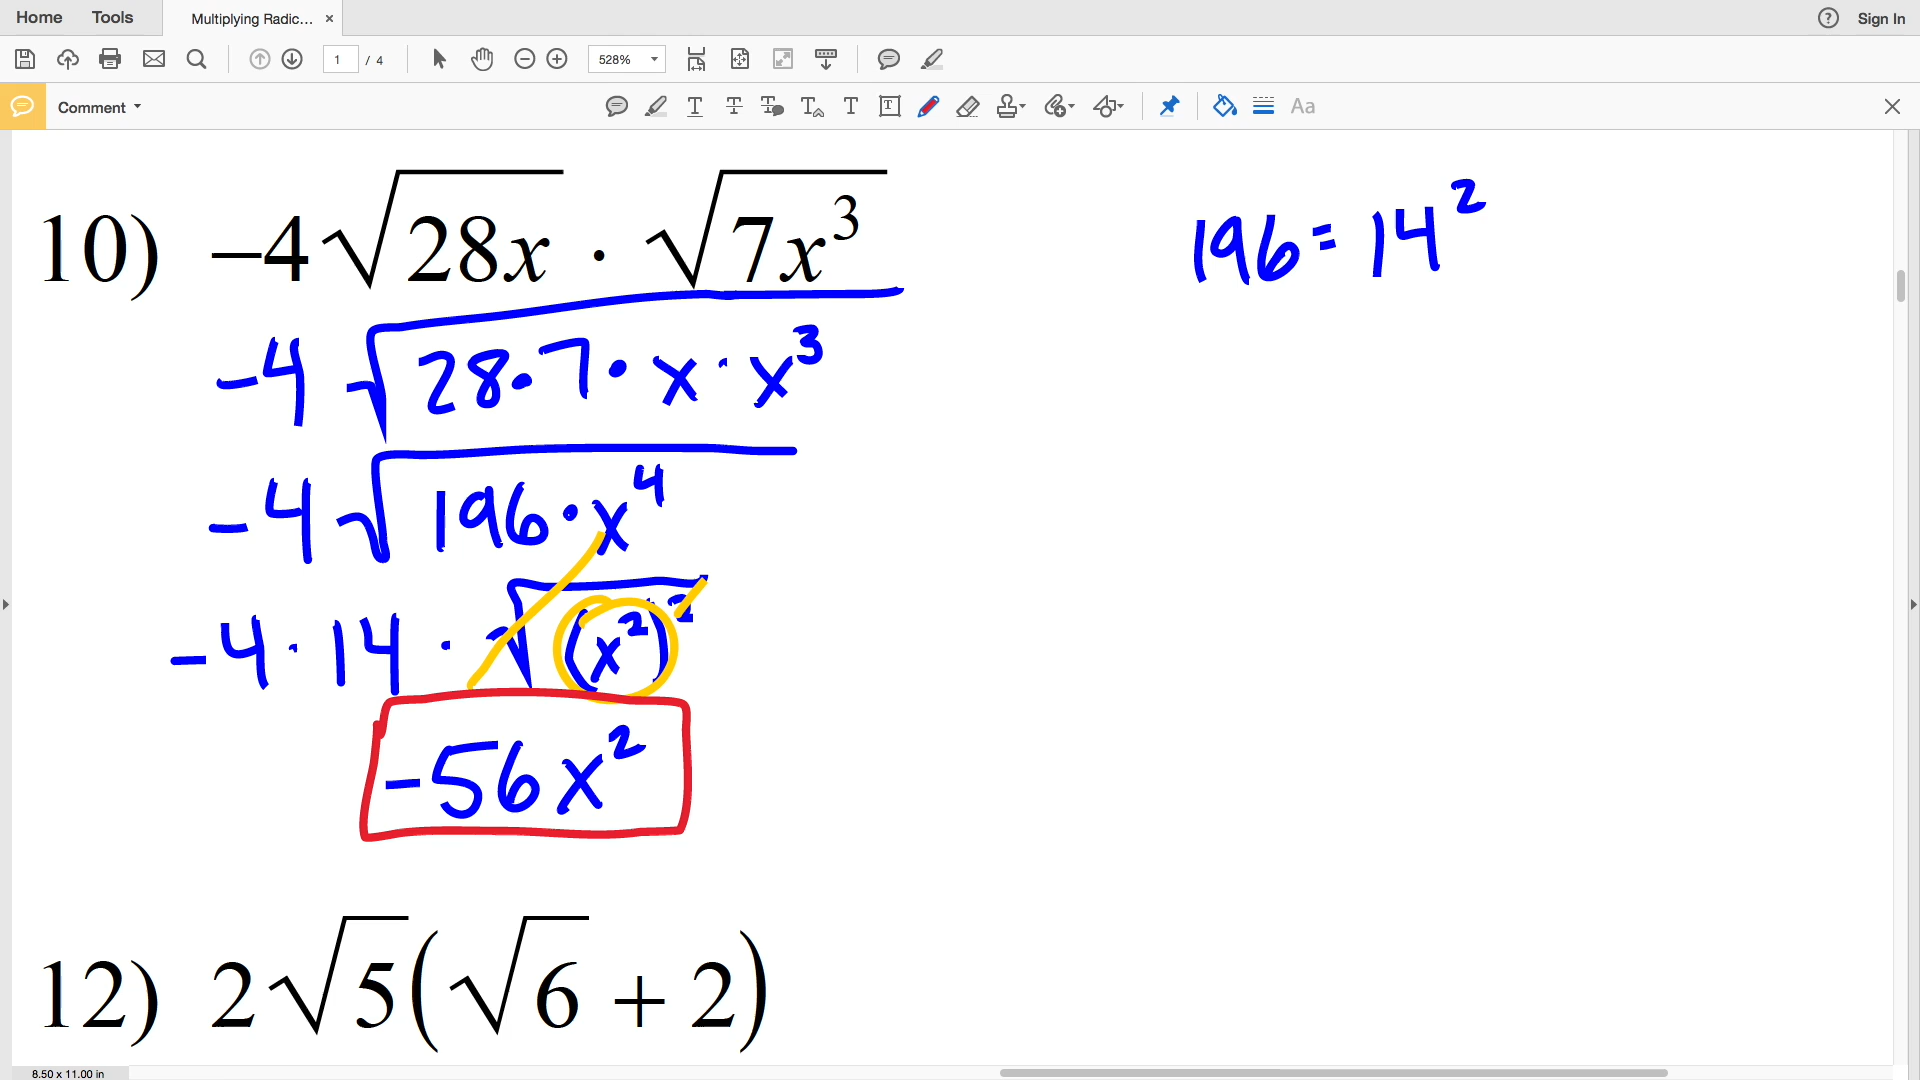 Home Tools Multiplying Radic... × Sign In
1 / 4 528%
Comment Aa
10) −4√28x · √7x³
196 = 14²
-4 √28·7·x·x³
-4 √196·x⁴
-4·14·²√(x²)²
-56x²
12) 2√5(√6 + 2)
8.50 x 11.00 in